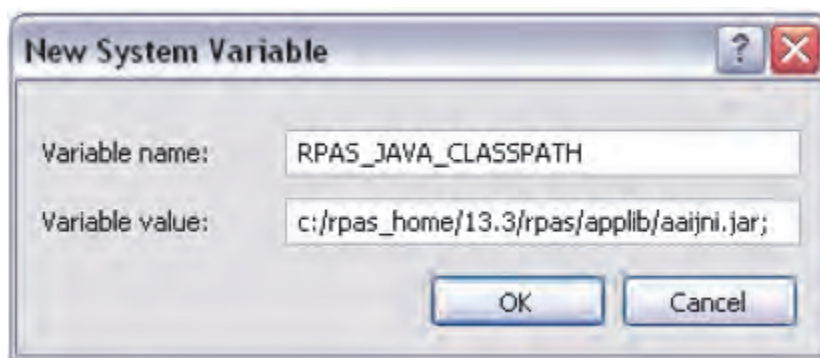 New System Variable
?
Variable name: RPAS_JAVA_CLASSPATH
Variable value: c:/rpas_home/13.3/rpas/applib/aaijni.jar;
OK Cancel